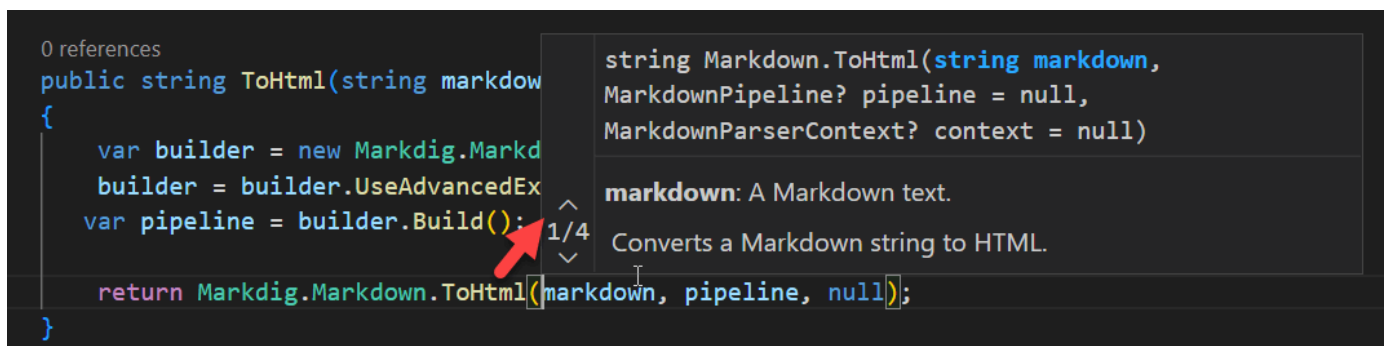 0 references
public string ToHtml(string markdow
{
var builder = new Markdig.Markd
builder = builder.UseAdvancedEx
var pipeline = builder.Build();
return Markdig.Markdown.ToHtml(markdown, pipeline, null);
}
string Markdown.ToHtml(string markdown,
MarkdownPipeline? pipeline = null,
MarkdownParserContext? context = null)
1/4
markdown: A Markdown text.
Converts a Markdown string to HTML.